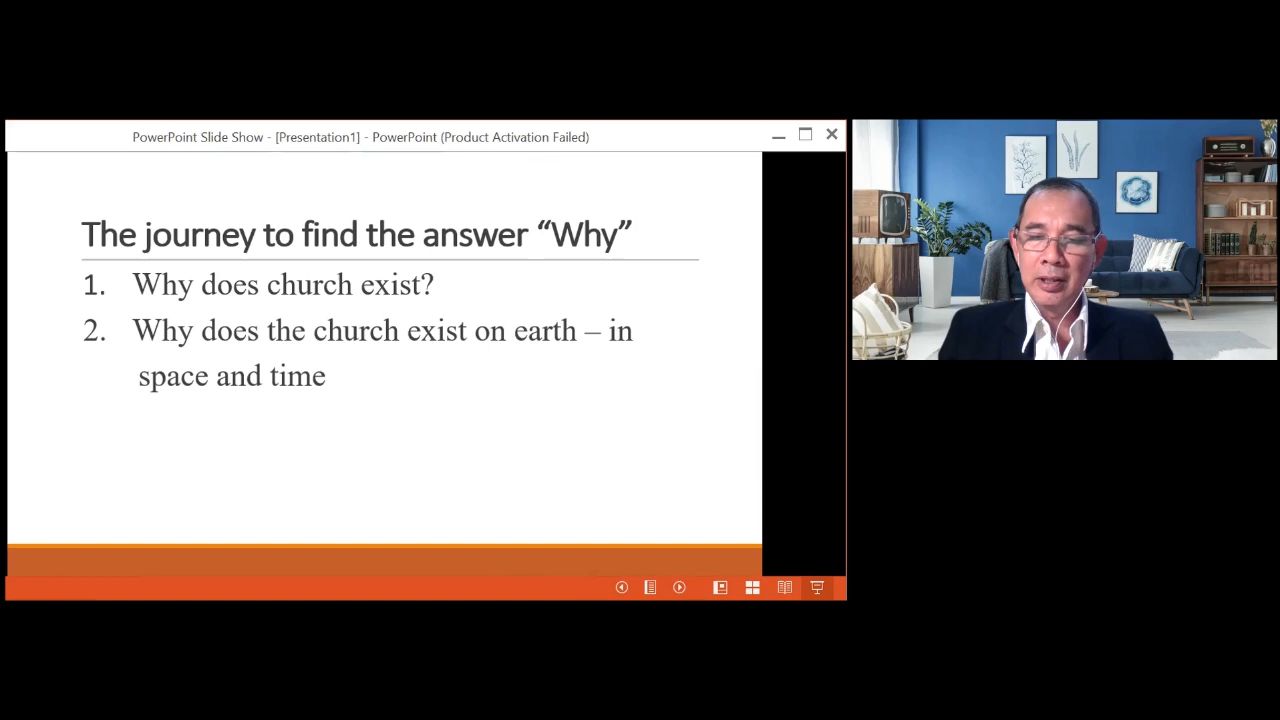 PowerPoint Slide Show - [Presentation1] - PowerPoint (Product Activation Failed)
The journey to find the answer “Why”
1. Why does church exist?
2. Why does the church exist on earth – in
space and time